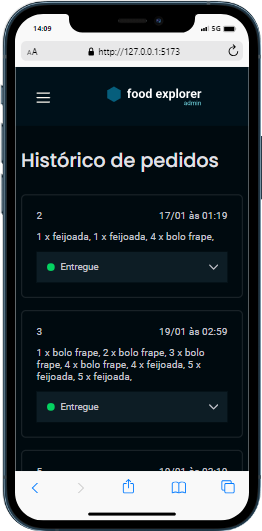 14:09
5G
AA
http://127.0.0.1:5173
food explorer
admin
Histórico de pedidos
2
17/01 às 01:19
1 x feijoada, 1 x feijoada, 4 x bolo frape,
Entregue
3
19/01 às 02:59
1 x bolo frape, 2 x bolo frape, 3 x bolo
frape, 4 x bolo frape, 4 x feijoada, 5 x
feijoada, 5 x feijoada,
Entregue